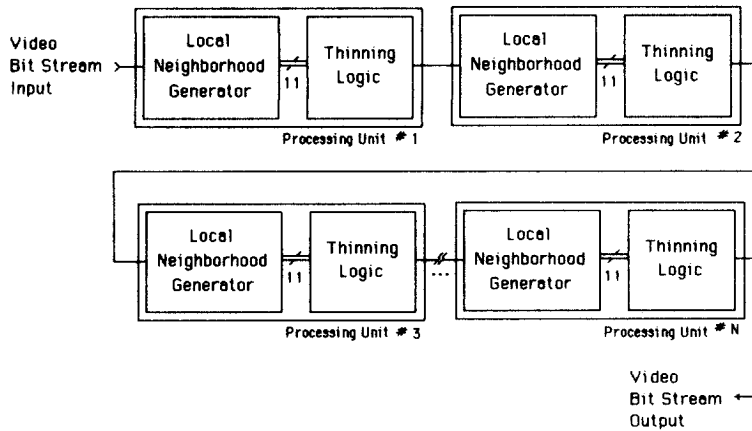 Video
Bit Stream
Input
Local
Neighborhood
Generator
11
Thinning
Logic
Processing Unit # 1
Local
Neighborhood
Generator
11
Thinning
Logic
Processing Unit # 2
Local
Neighborhood
Generator
11
Thinning
Logic
Processing Unit # 3
...
Local
Neighborhood
Generator
11
Thinning
Logic
Processing Unit # N
Video
Bit Stream
Output